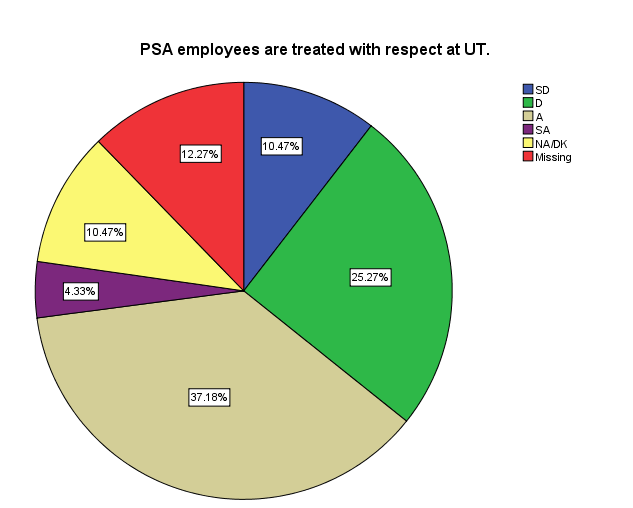 PSA employees are treated with respect at UT.
SD
D
A
SA
NA/DK
Missing
12.27%
10.47%
10.47%
25.27%
4.33%
37.18%